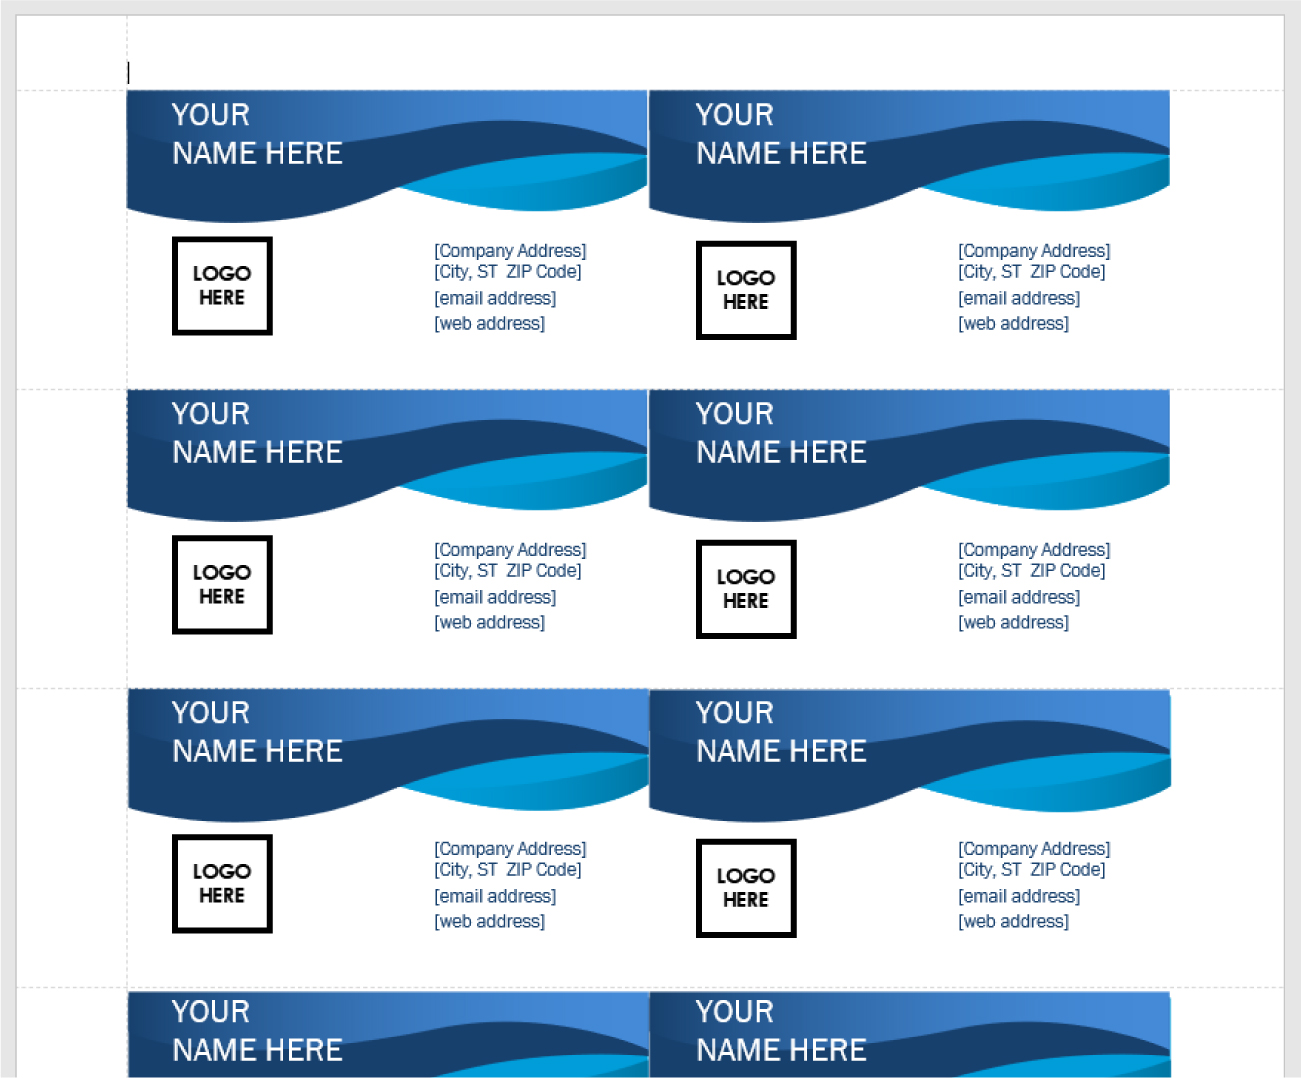 YOUR
NAME HERE
LOGO
HERE
[Company Address]
[City, ST  ZIP Code]
[email address]
[web address]
YOUR
NAME HERE
LOGO
HERE
[Company Address]
[City, ST  ZIP Code]
[email address]
[web address]
YOUR
NAME HERE
LOGO
HERE
[Company Address]
[City, ST  ZIP Code]
[email address]
[web address]
YOUR
NAME HERE
LOGO
HERE
[Company Address]
[City, ST  ZIP Code]
[email address]
[web address]
YOUR
NAME HERE
LOGO
HERE
[Company Address]
[City, ST  ZIP Code]
[email address]
[web address]
YOUR
NAME HERE
LOGO
HERE
[Company Address]
[City, ST  ZIP Code]
[email address]
[web address]
YOUR
NAME HERE
YOUR
NAME HERE